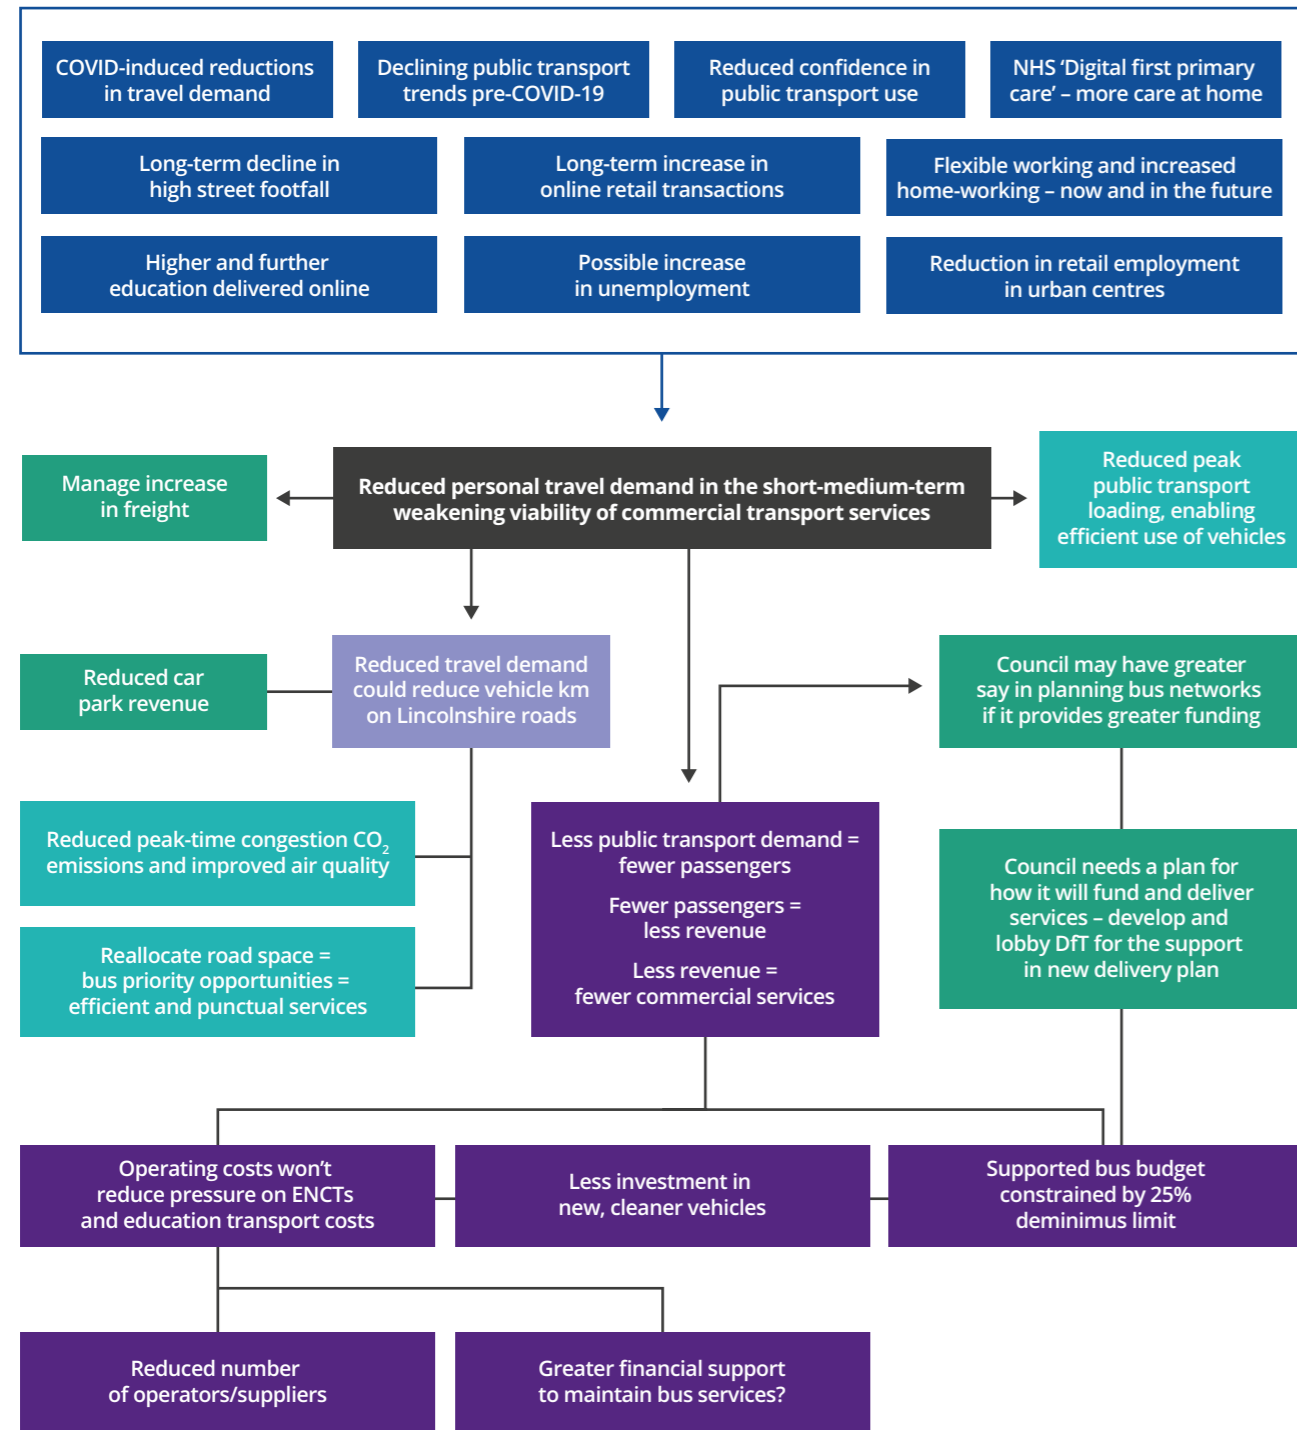 COVID-induced reductions
in travel demand
Declining public transport
trends pre-COVID-19
Reduced confidence in
public transport use
NHS ‘Digital first primary
care’ – more care at home
Long-term decline in
high street footfall
Long-term increase in
online retail transactions
Flexible working and increased
home-working – now and in the future
Higher and further
education delivered online
Possible increase
in unemployment
Reduction in retail employment
in urban centres
Manage increase
in freight
Reduced personal travel demand in the short-medium-term
weakening viability of commercial transport services
Reduced peak
public transport
loading, enabling
efficient use of vehicles
Reduced car
park revenue
Reduced travel demand
could reduce vehicle km
on Lincolnshire roads
Council may have greater
say in planning bus networks
if it provides greater funding
Reduced peak-time congestion CO₂
emissions and improved air quality
Less public transport demand =
fewer passengers
Fewer passengers =
less revenue
Less revenue =
fewer commercial services
Council needs a plan for
how it will fund and deliver
services – develop and
lobby DfT for the support
in new delivery plan
Reallocate road space =
bus priority opportunities =
efficient and punctual services
Operating costs won’t
reduce pressure on ENCTs
and education transport costs
Less investment in
new, cleaner vehicles
Supported bus budget
constrained by 25%
deminimus limit
Reduced number
of operators/suppliers
Greater financial support
to maintain bus services?